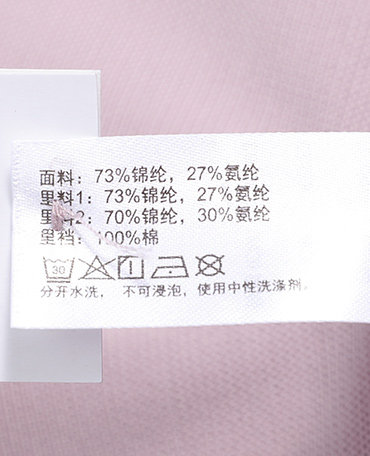 面料：73%锦纶，27%氨纶
里料1：73%锦纶，27%氨纶
里料2：70%锦纶，30%氨纶
里裆：100%棉
30
分开水洗， 不可浸泡，使用中性洗涤剂。